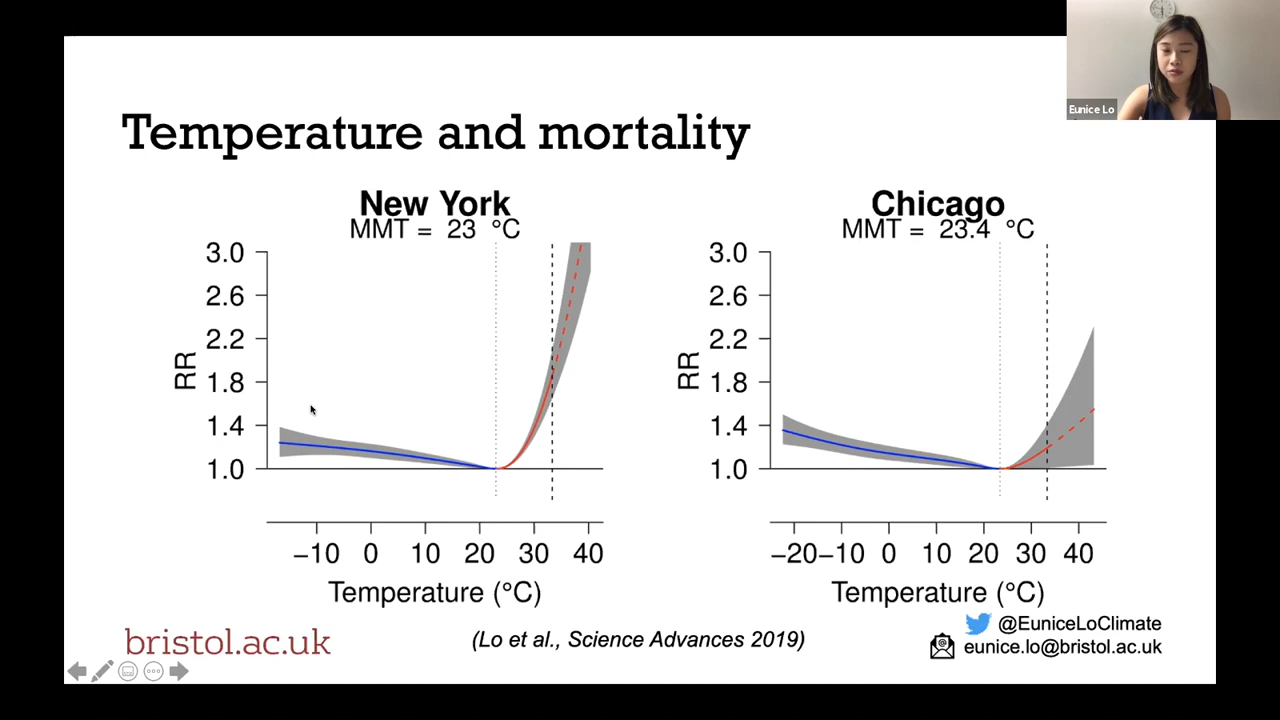 Eunice Lo
Temperature and mortality
New York
MMT = 23 °C
3.0
2.6
2.2
1.8
1.4
1.0
RR
−10 0 10 20 30 40
Temperature (°C)
Chicago
MMT = 23.4 °C
3.0
2.6
2.2
1.8
1.4
1.0
RR
−20 −10 0 10 20 30 40
Temperature (°C)
bristol.ac.uk
(Lo et al., Science Advances 2019)
@EuniceLoClimate
eunice.lo@bristol.ac.uk